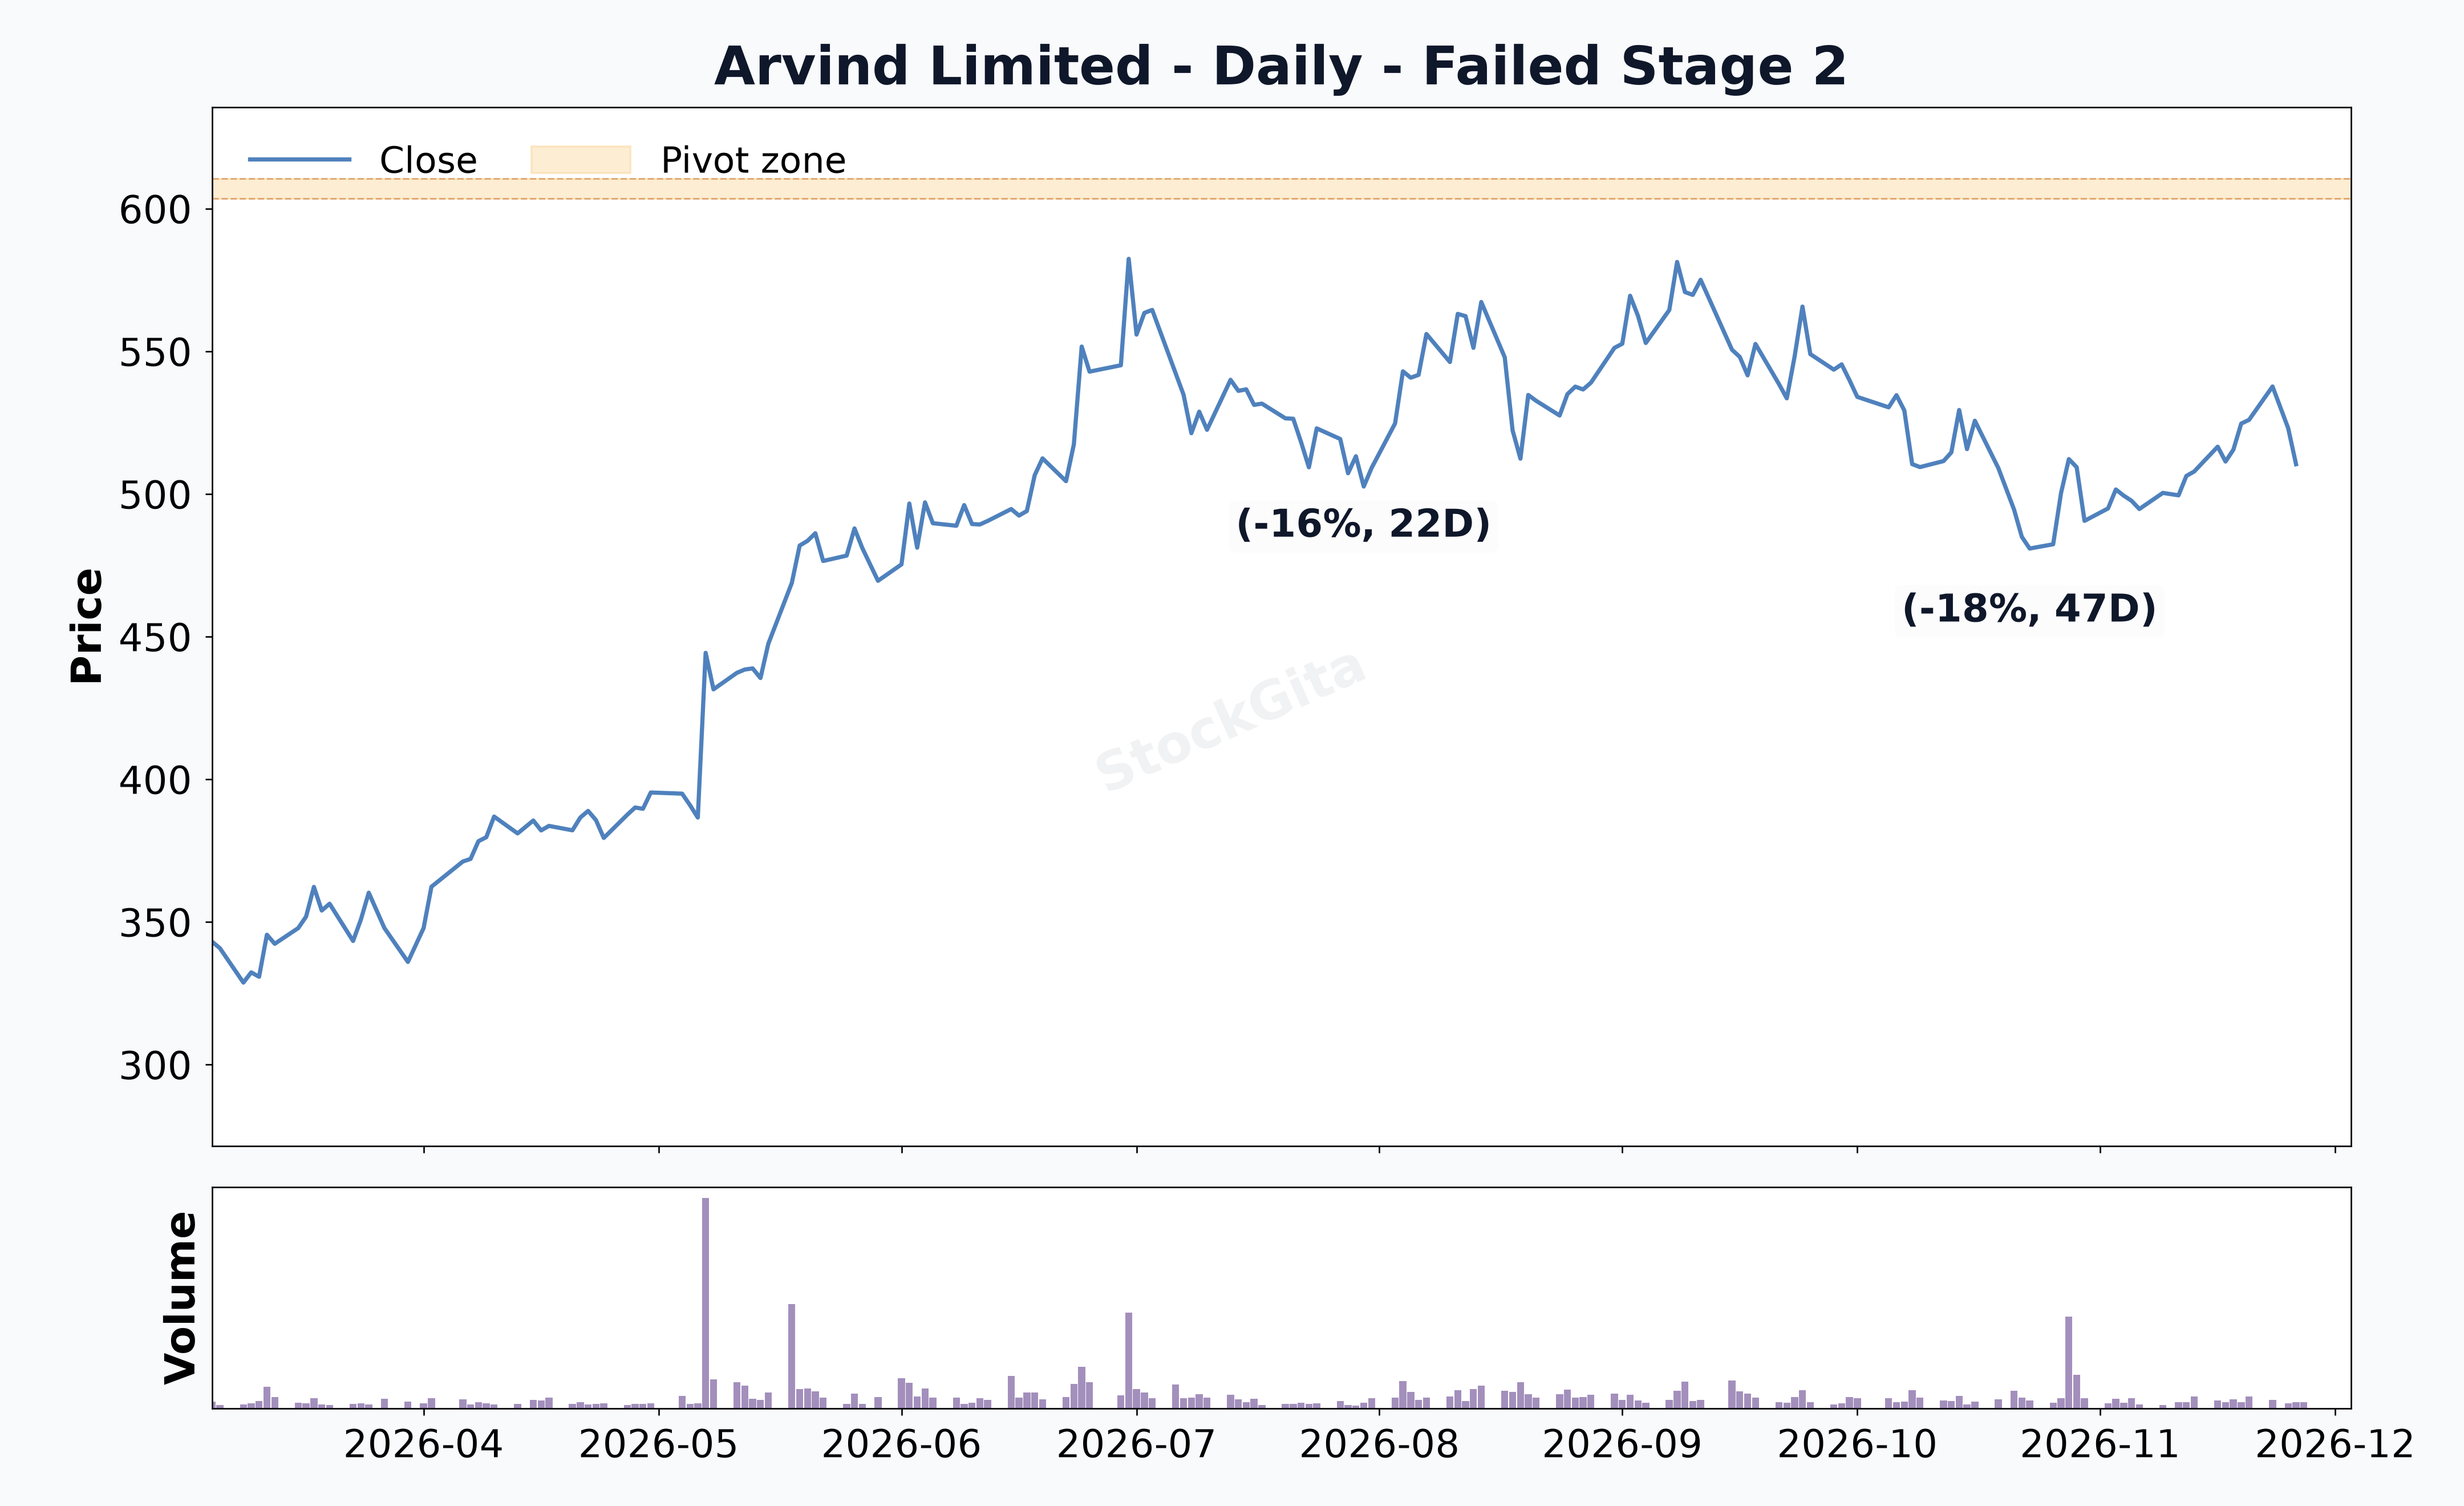 Arvind Limited - Daily - Failed Stage 2
Close
Pivot zone
600
550
500
450
400
350
300
Price
(-16%, 22D)
(-18%, 47D)
StockGita
Volume
2026-04
2026-05
2026-06
2026-07
2026-08
2026-09
2026-10
2026-11
2026-12